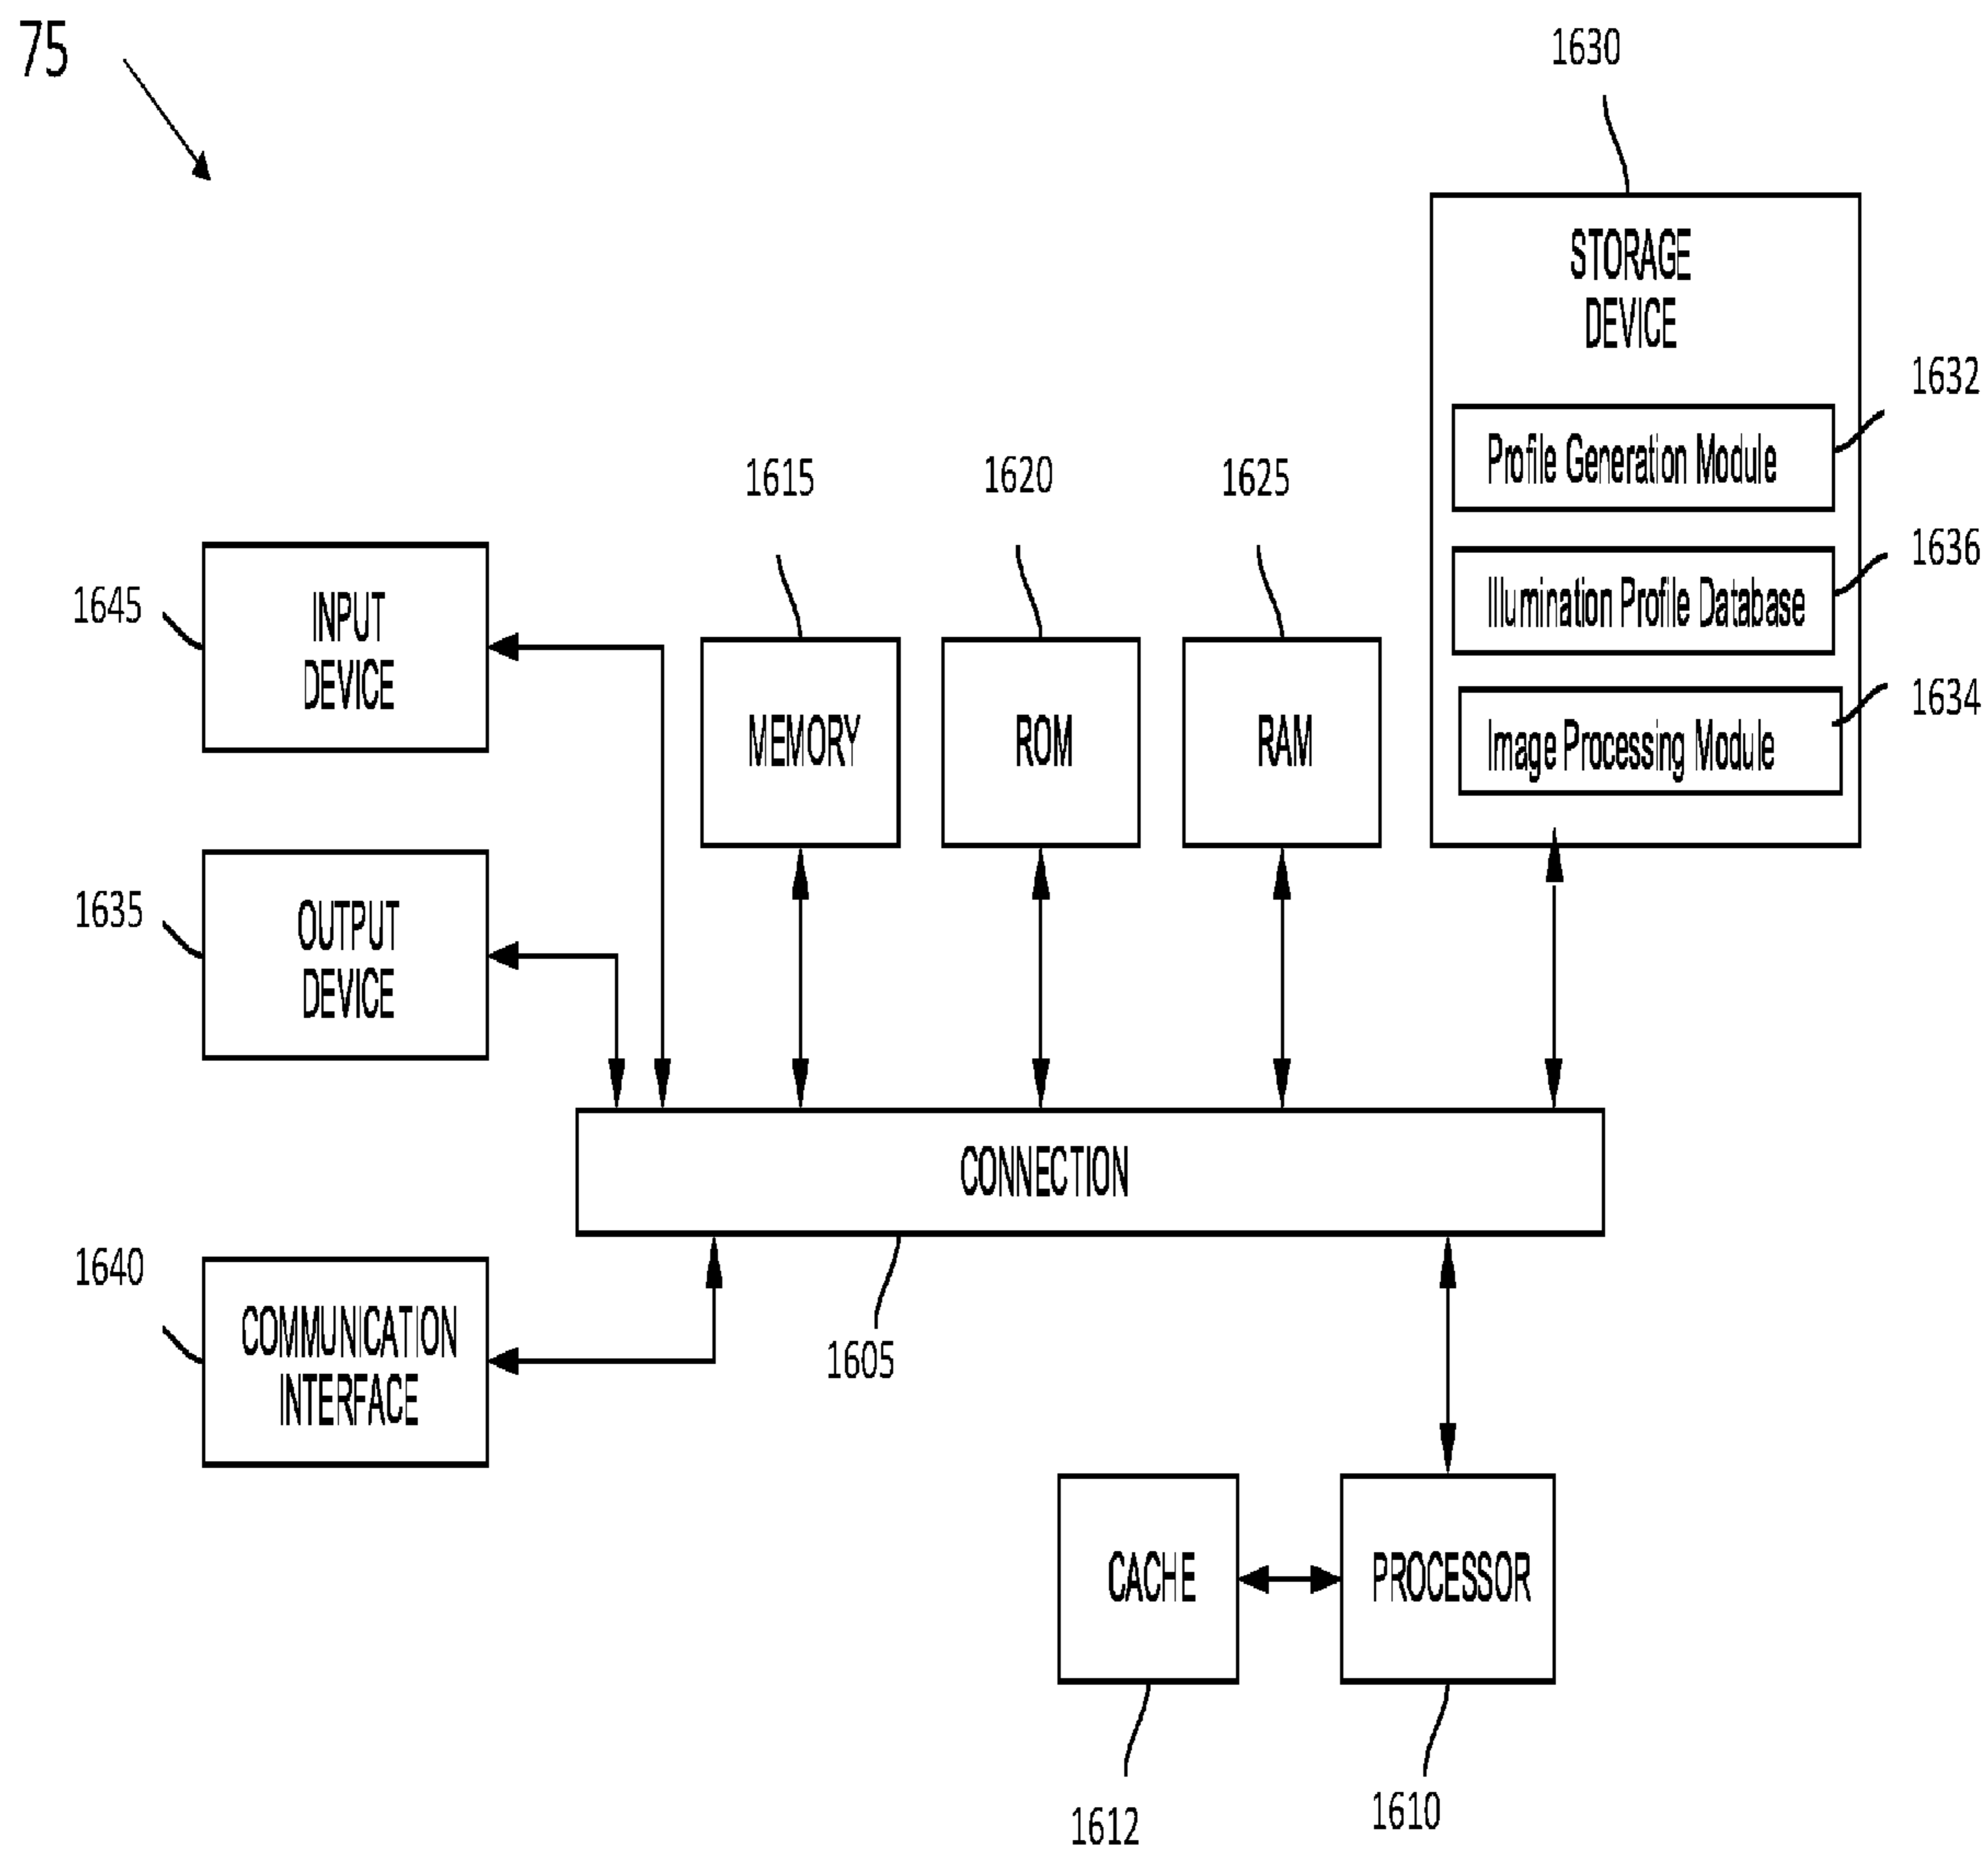 75
1630
STORAGE
DEVICE
1632
Profile Generation Module
1636
Illumination Profile Database
1634
Image Processing Module
1615
1620
1625
MEMORY
ROM
RAM
1645
INPUT
DEVICE
1635
OUTPUT
DEVICE
CONNECTION
1605
1640
COMMUNICATION
INTERFACE
CACHE
PROCESSOR
1612
1610